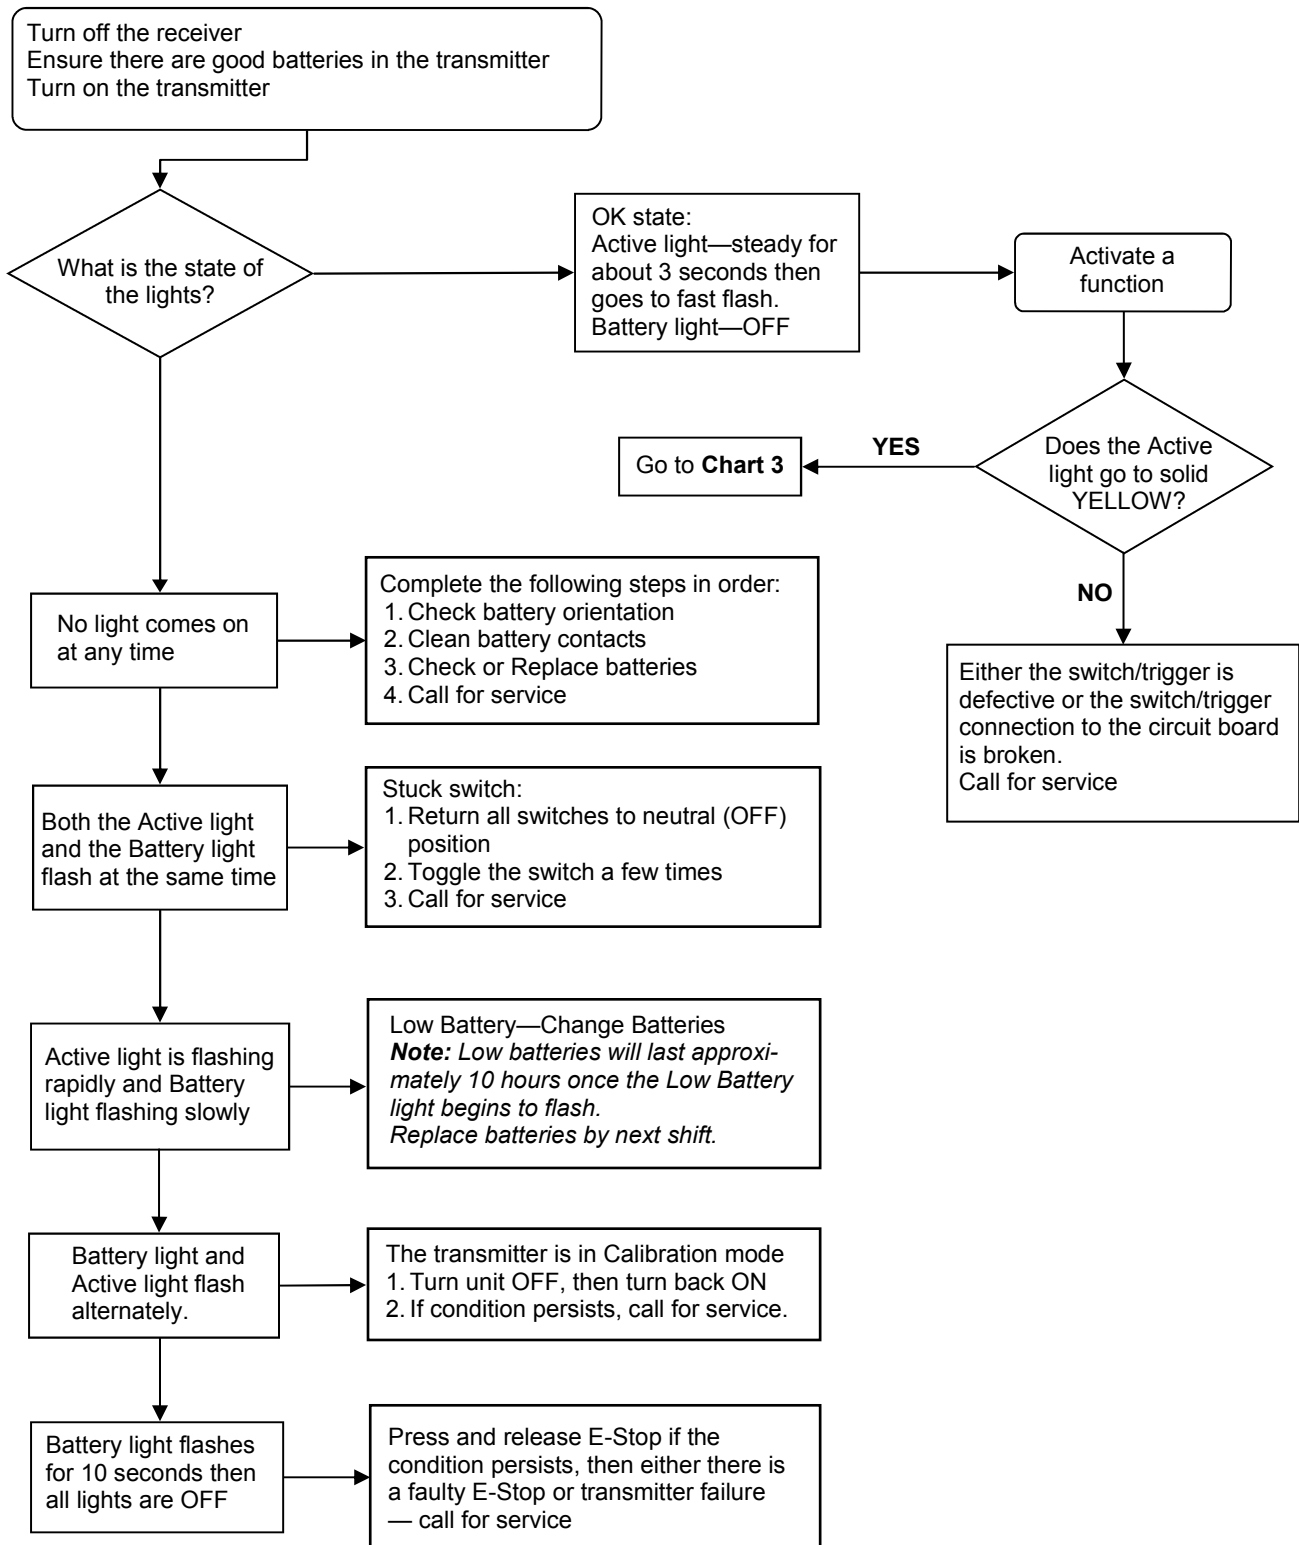 Turn off the receiver
Ensure there are good batteries in the transmitter
Turn on the transmitter
What is the state of
the lights?
OK state:
Active light—steady for
about 3 seconds then
goes to fast flash.
Battery light—OFF
Activate a
function
Does the Active
light go to solid
YELLOW?
YES
Go to Chart 3
NO
Either the switch/trigger is
defective or the switch/trigger
connection to the circuit board
is broken.
Call for service
No light comes on
at any time
Complete the following steps in order:
1. Check battery orientation
2. Clean battery contacts
3. Check or Replace batteries
4. Call for service
Both the Active light
and the Battery light
flash at the same time
Stuck switch:
1. Return all switches to neutral (OFF)
position
2. Toggle the switch a few times
3. Call for service
Active light is flashing
rapidly and Battery
light flashing slowly
Low Battery—Change Batteries
Note: Low batteries will last approxi-
mately 10 hours once the Low Battery
light begins to flash.
Replace batteries by next shift.
Battery light and
Active light flash
alternately.
The transmitter is in Calibration mode
1. Turn unit OFF, then turn back ON
2. If condition persists, call for service.
Battery light flashes
for 10 seconds then
all lights are OFF
Press and release E-Stop if the
condition persists, then either there is
a faulty E-Stop or transmitter failure
— call for service